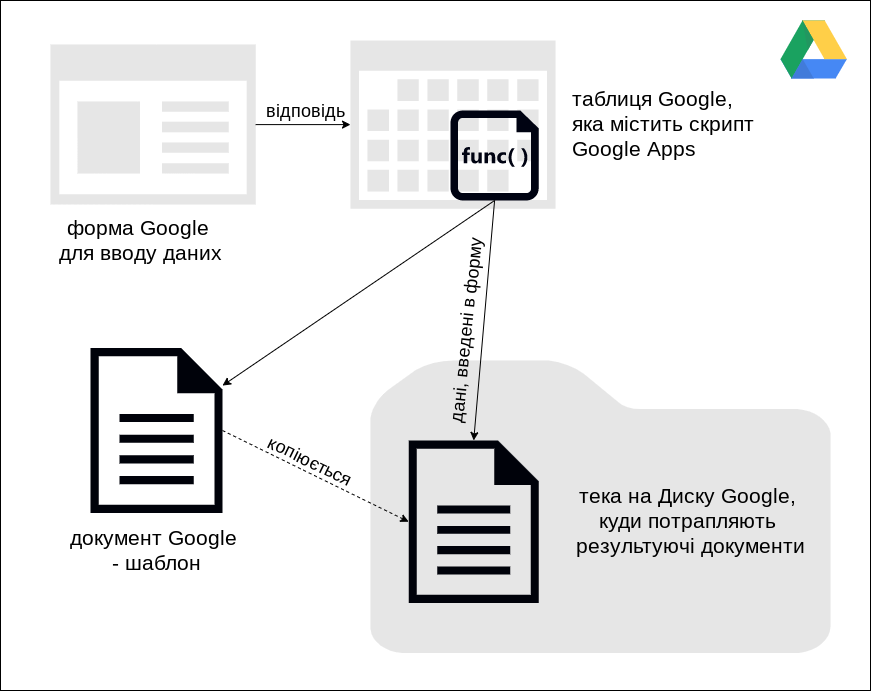 відповідь
таблиця Google,
яка містить скрипт
Google Apps
func()
форма Google
для вводу даних
дані, введені в форму
копіюється
документ Google
- шаблон
тека на Диску Google,
куди потрапляють
результуючі документи